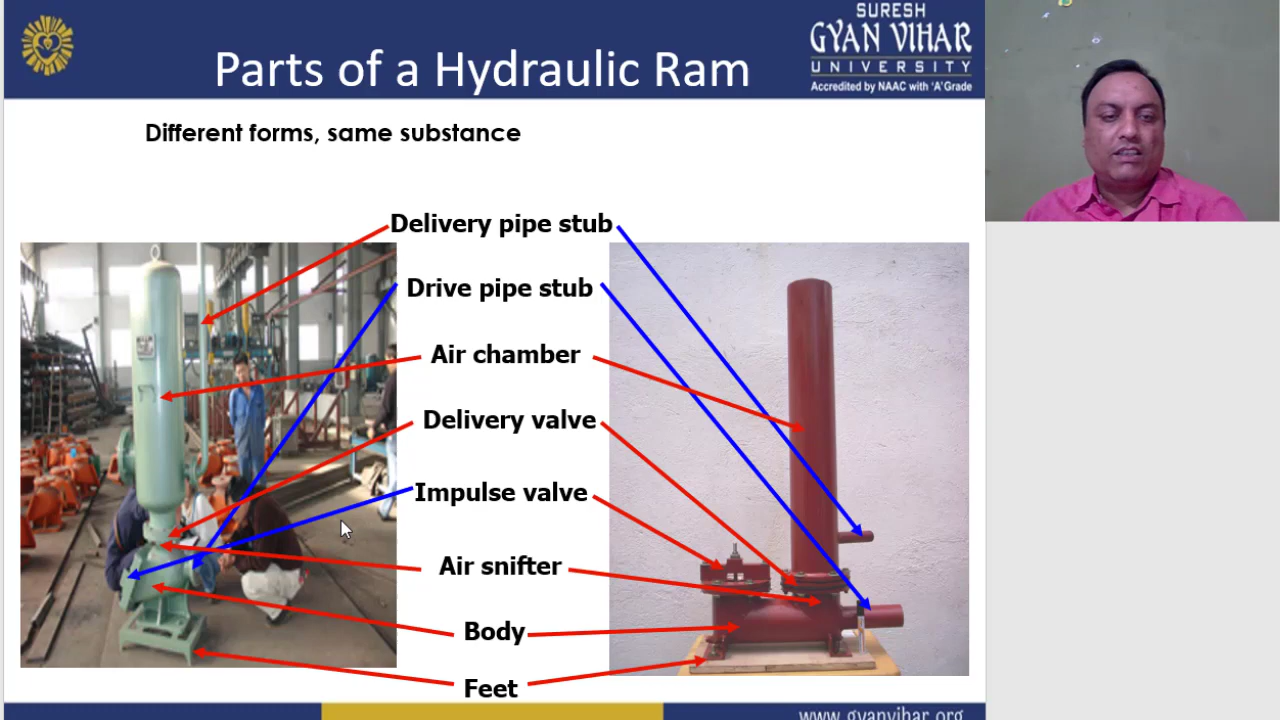 Parts of a Hydraulic Ram
SURESH
GYAN VIHAR
UNIVERSITY
Accredited by NAAC with 'A' Grade
Different forms, same substance
Delivery pipe stub
Drive pipe stub
Air chamber
Delivery valve
Impulse valve
Air snifter
Body
Feet
www.gyanvihar.org